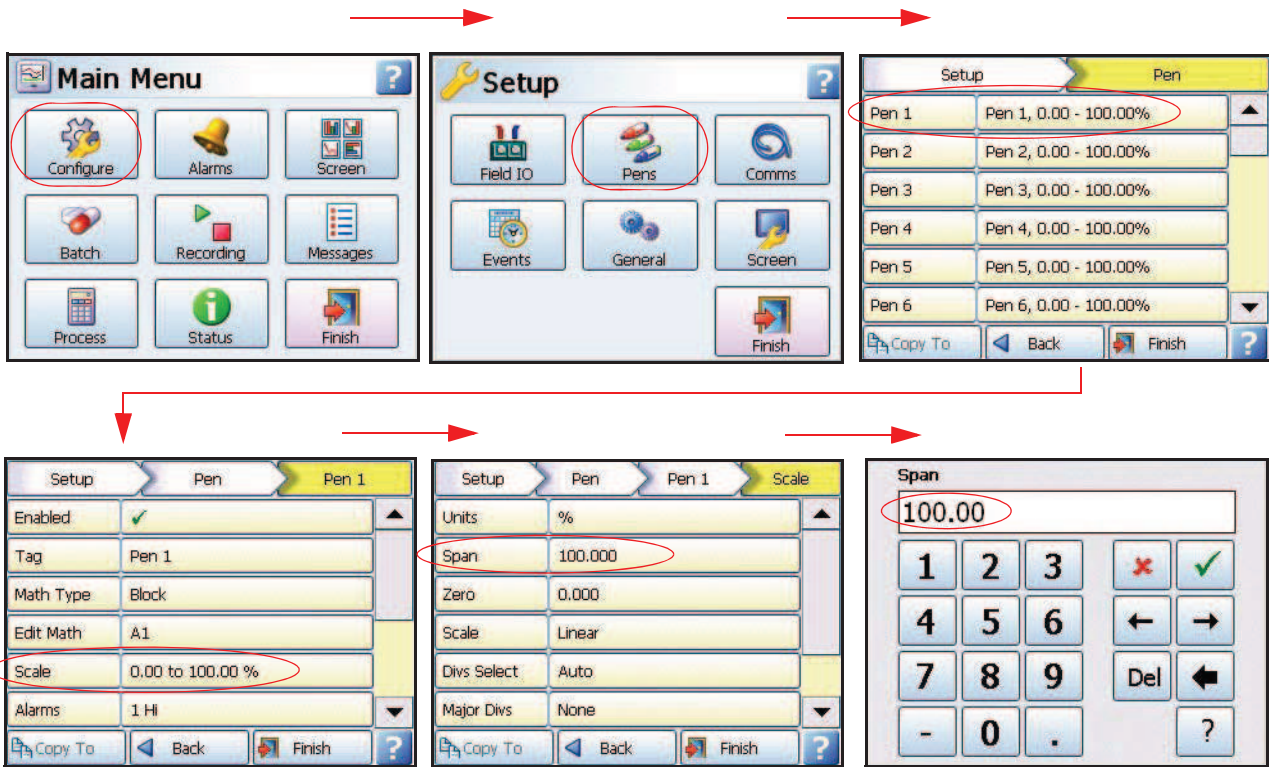 Main Menu ?
Configure Alarms Screen
Batch Recording Messages
Process Status Finish
Setup ?
Field IO Pens Comms
Events General Screen
Finish
Setup Pen
Pen 1 Pen 1, 0.00 - 100.00%
Pen 2 Pen 2, 0.00 - 100.00%
Pen 3 Pen 3, 0.00 - 100.00%
Pen 4 Pen 4, 0.00 - 100.00%
Pen 5 Pen 5, 0.00 - 100.00%
Pen 6 Pen 6, 0.00 - 100.00%
Copy To Back Finish ?
Setup Pen Pen 1
Enabled
Tag Pen 1
Math Type Block
Edit Math A1
Scale 0.00 to 100.00 %
Alarms 1 Hi
Copy To Back Finish ?
Setup Pen Pen 1 Scale
Units %
Span 100.000
Zero 0.000
Scale Linear
Divs Select Auto
Major Divs None
Copy To Back Finish ?
Span
100.00
1 2 3
4 5 6
7 8 9 Del
- 0 . ?